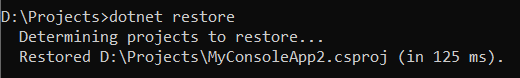 D:\Projects>dotnet restore
Determining projects to restore...
Restored D:\Projects\MyConsoleApp2.csproj (in 125 ms).